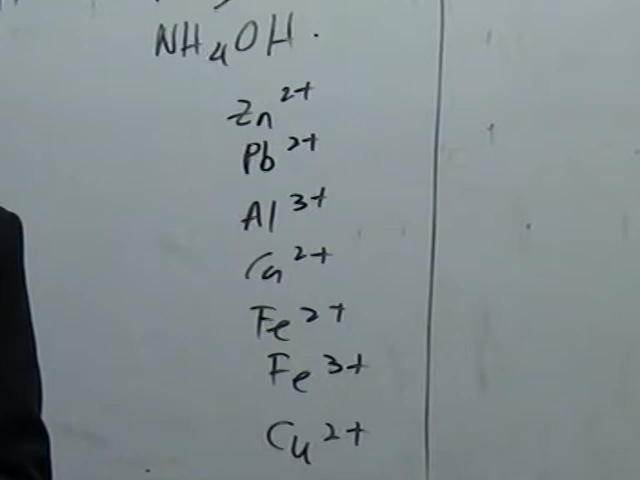 NH₄OH.
Zn²⁺
Pb²⁺
Al³⁺
Ca²⁺
Fe²⁺
Fe³⁺
Cu²⁺